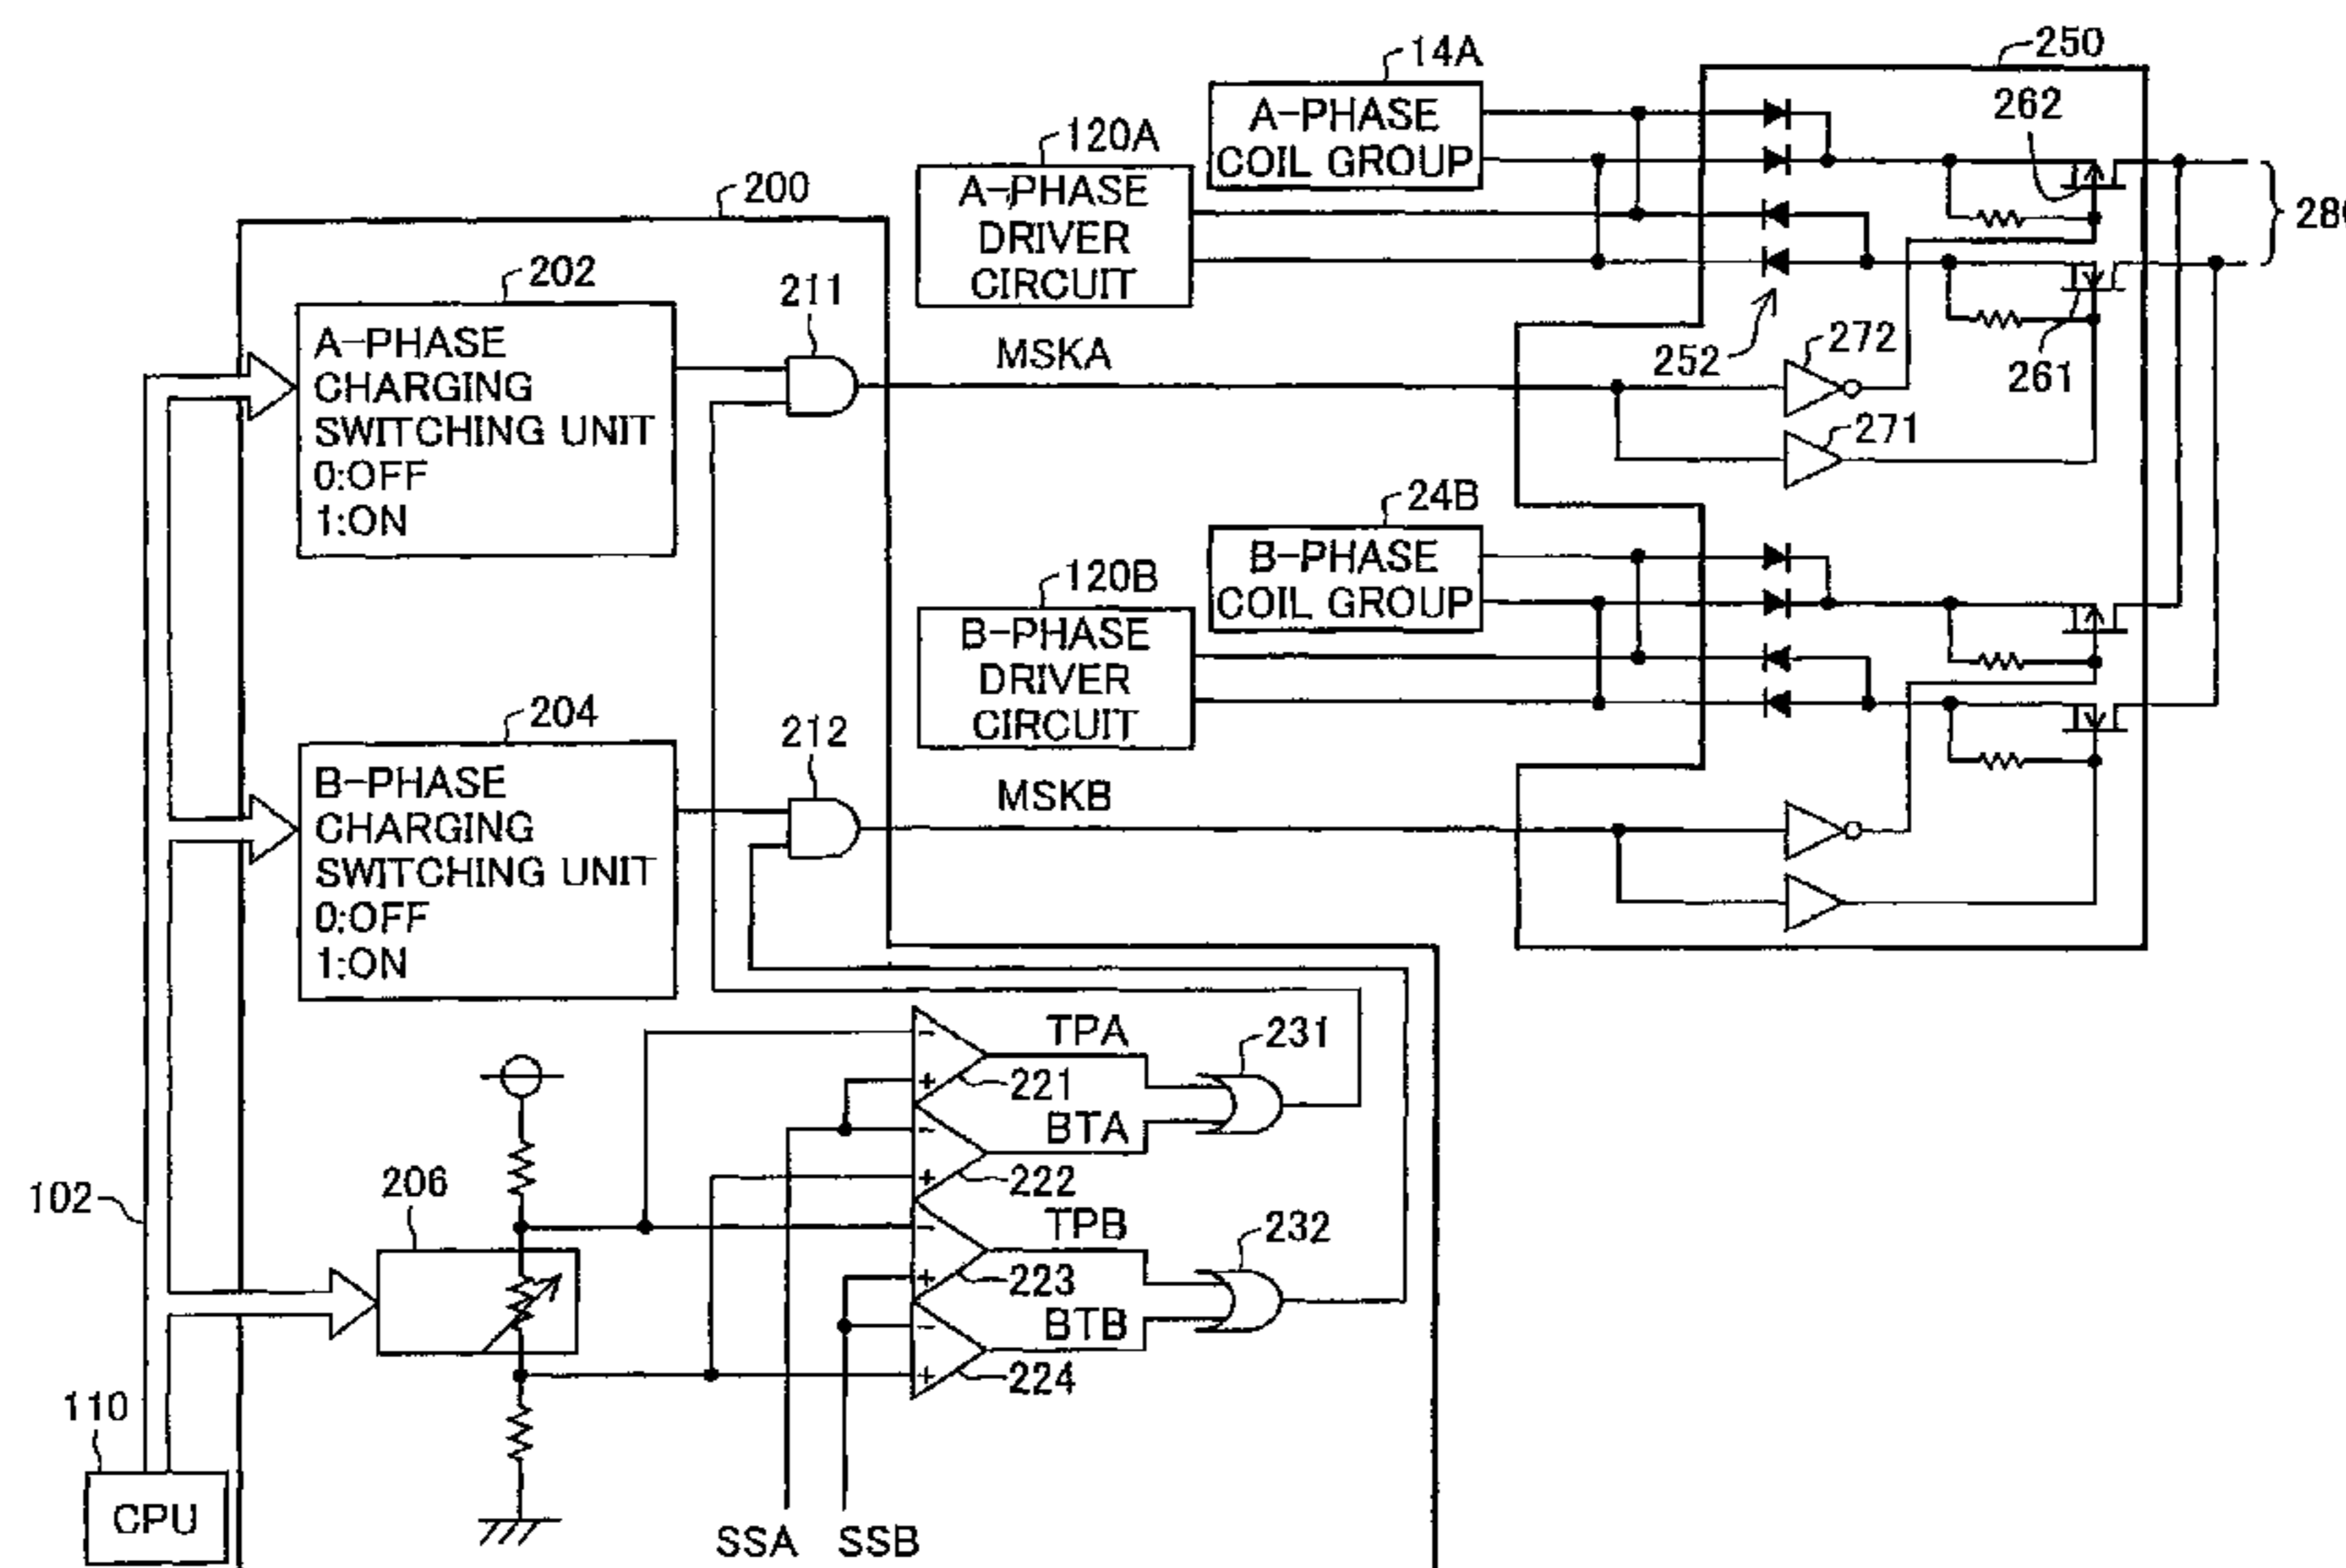 14A
250
A-PHASE
COIL GROUP
262
120A
A-PHASE
DRIVER
CIRCUIT
200
202
A-PHASE
CHARGING
SWITCHING UNIT
0:OFF
1:ON
211
MSKA
252
272
261
271
24B
B-PHASE
COIL GROUP
120B
B-PHASE
DRIVER
CIRCUIT
204
B-PHASE
CHARGING
SWITCHING UNIT
0:OFF
1:ON
212
MSKB
-
TPA
231
+
221
-
BTA
+
222
206
102
-
TPB
232
+
223
-
BTB
+
224
110
CPU
SSA SSB